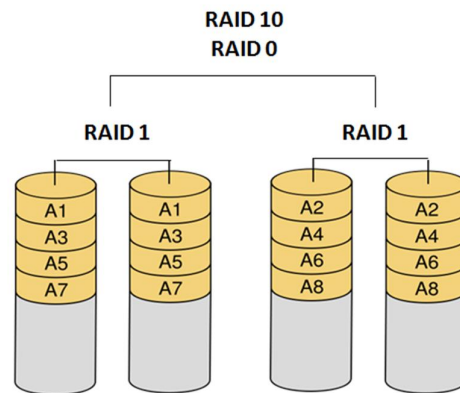 RAID 10
RAID 0
RAID 1 RAID 1
A1 A1 A2 A2
A3 A3 A4 A4
A5 A5 A6 A6
A7 A7 A8 A8